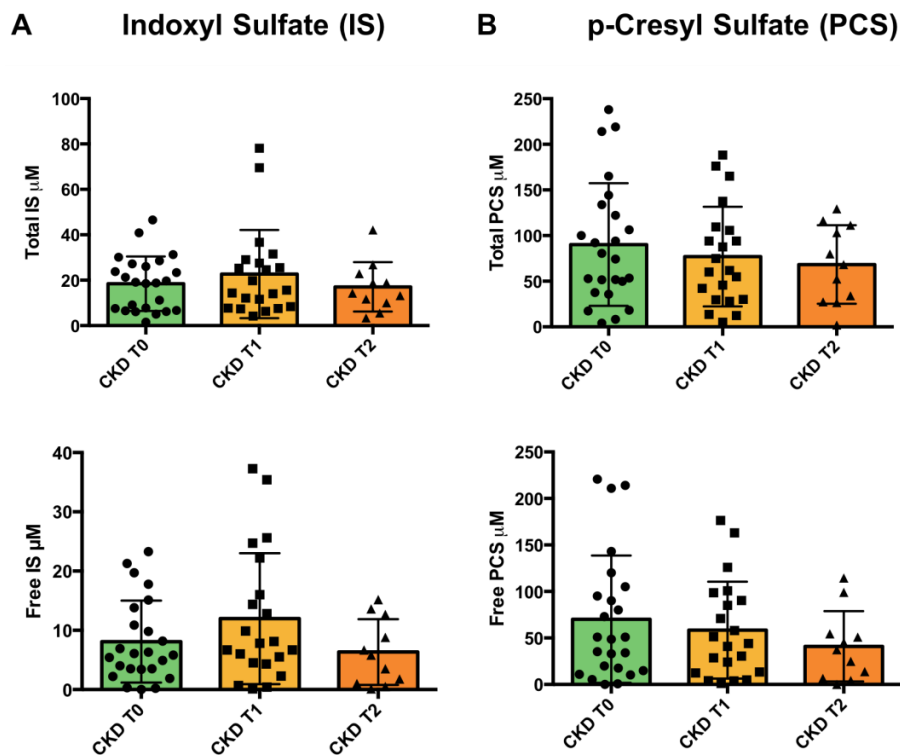 A Indoxyl Sulfate (IS)
Total IS μM
100
80
60
40
20
0
CKD T0
CKD T1
CKD T2
Free IS μM
40
30
20
10
0
CKD T0
CKD T1
CKD T2
B p-Cresyl Sulfate (PCS)
Total PCS μM
250
200
150
100
50
0
CKD T0
CKD T1
CKD T2
Free PCS μM
250
200
150
100
50
0
CKD T0
CKD T1
CKD T2